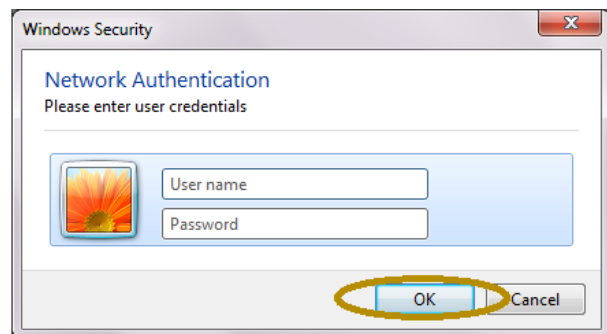 Windows Security
Network Authentication
Please enter user credentials
User name
Password
OK Cancel